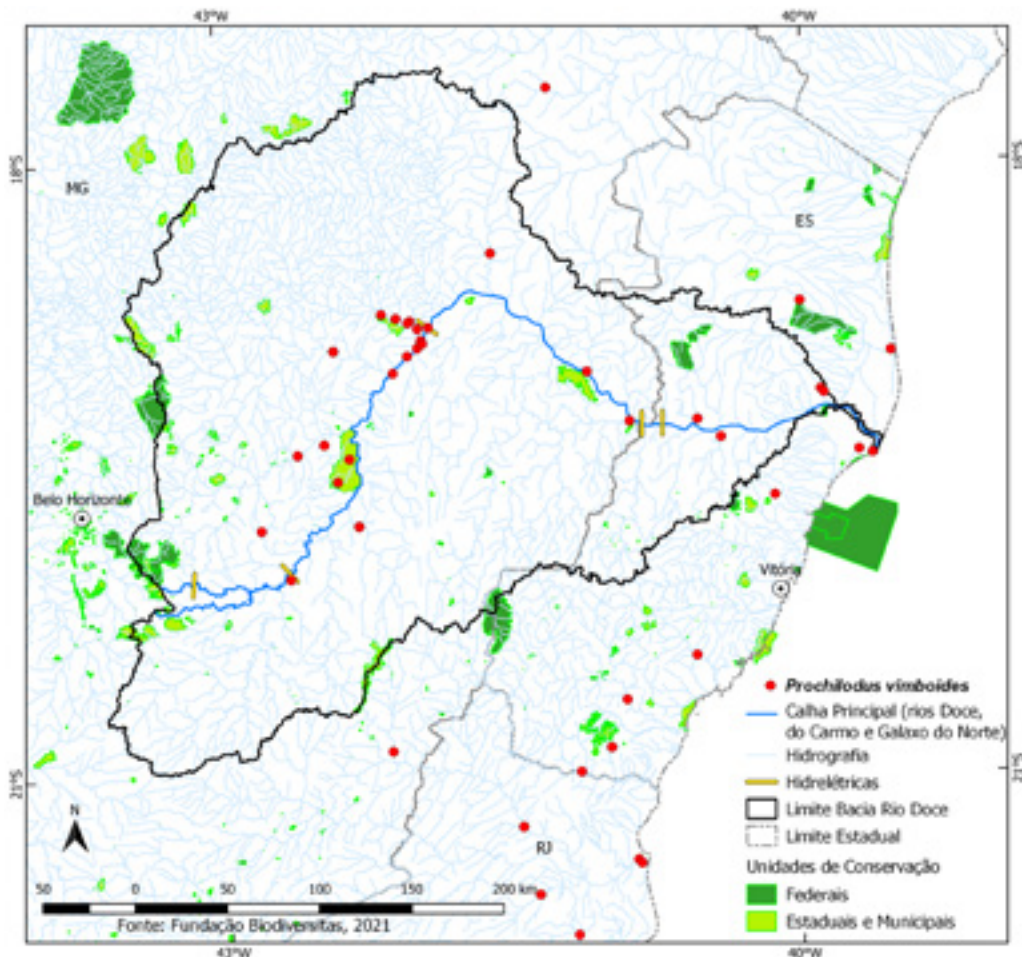 43°W
40°W
18°S
18°S
MG
ES
Belo Horizonte
Vitória
Prochilodus vimboides
Calha Principal (rios Doce,
do Carmo e Galaxo do Norte)
Hidrografia
Hidrelétricas
Limite Bacia Rio Doce
Limite Estadual
Unidades de Conservação
Federais
Estaduais e Municipais
21°S
21°S
N
RJ
50 0 50 100 150 200 km
Fonte: Fundação Biodiversitas, 2021
43°W
40°W